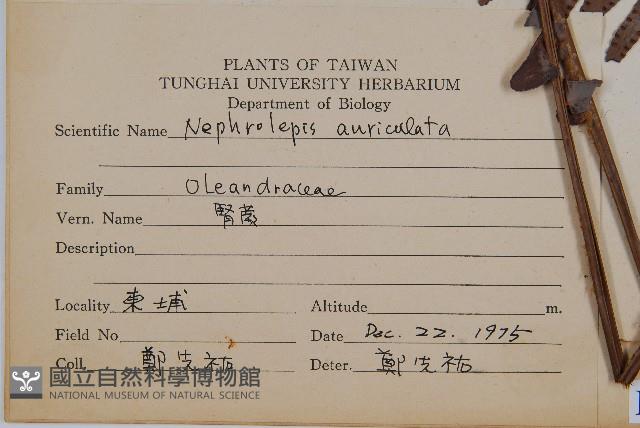 PLANTS OF TAIWAN
TUNGHAI UNIVERSITY HERBARIUM
Department of Biology
Scientific Name Nephrolepis auriculata
Family Oleandraceae
Vern. Name 腎蕨
Description
Locality 東埔
Altitude m.
Field No
Date Dec. 22. 1975
Coll. 鄭先祐
Deter. 鄭先祐
國立自然科學博物館
NATIONAL MUSEUM OF NATURAL SCIENCE